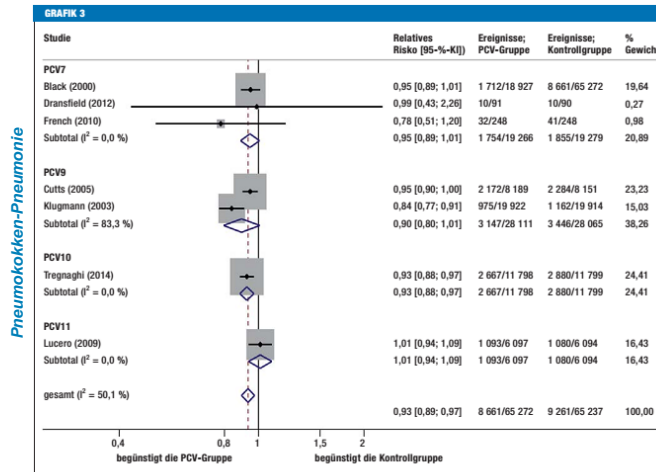 GRAFIK 3
Pneumokokken-Pneumonie
Studie Relatives Risiko [95-%-KI] Ereignisse; PCV-Gruppe Ereignisse; Kontrollgruppe % Gewich
PCV7
Black (2000) 0,95 [0,89; 1,01] 1 712/18 927 8 661/65 272 19,64
Dransfield (2012) 0,99 [0,43; 2,26] 10/91 10/90 0,27
French (2010) 0,78 [0,51; 1,20] 32/248 41/248 0,98
Subtotal (I² = 0,0 %) 0,95 [0,89; 1,01] 1 754/19 266 1 855/19 279 20,89
PCV9
Cutts (2005) 0,95 [0,90; 1,00] 2 172/8 189 2 284/8 151 23,23
Klugmann (2003) 0,84 [0,77; 0,91] 975/19 922 1 162/19 914 15,03
Subtotal (I² = 83,3 %) 0,90 [0,80; 1,01] 3 147/28 111 3 446/28 065 38,26
PCV10
Tregnaghi (2014) 0,93 [0,88; 0,97] 2 667/11 798 2 880/11 799 24,41
Subtotal (I² = 0,0 %) 0,93 [0,88; 0,97] 2 667/11 798 2 880/11 799 24,41
PCV11
Lucero (2009) 1,01 [0,94; 1,09] 1 093/6 097 1 080/6 094 16,43
Subtotal (I² = 0,0 %) 1,01 [0,94; 1,09] 1 093/6 097 1 080/6 094 16,43
gesamt (I² = 50,1 %)
0,93 [0,89; 0,97] 8 661/65 272 9 261/65 237 100,00
0,4 0,8 1 1,5 2
begünstigt die PCV-Gruppe begünstigt die Kontrollgruppe